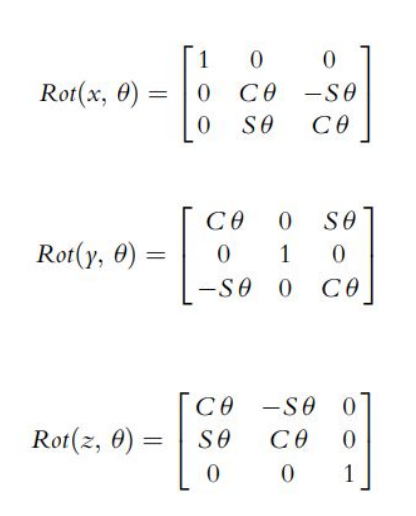 1 0 0
Rot(x, θ) = 0 Cθ −Sθ
0 Sθ Cθ
Cθ 0 Sθ
Rot(y, θ) = 0 1 0
−Sθ 0 Cθ
Cθ −Sθ 0
Rot(z, θ) = Sθ Cθ 0
0 0 1